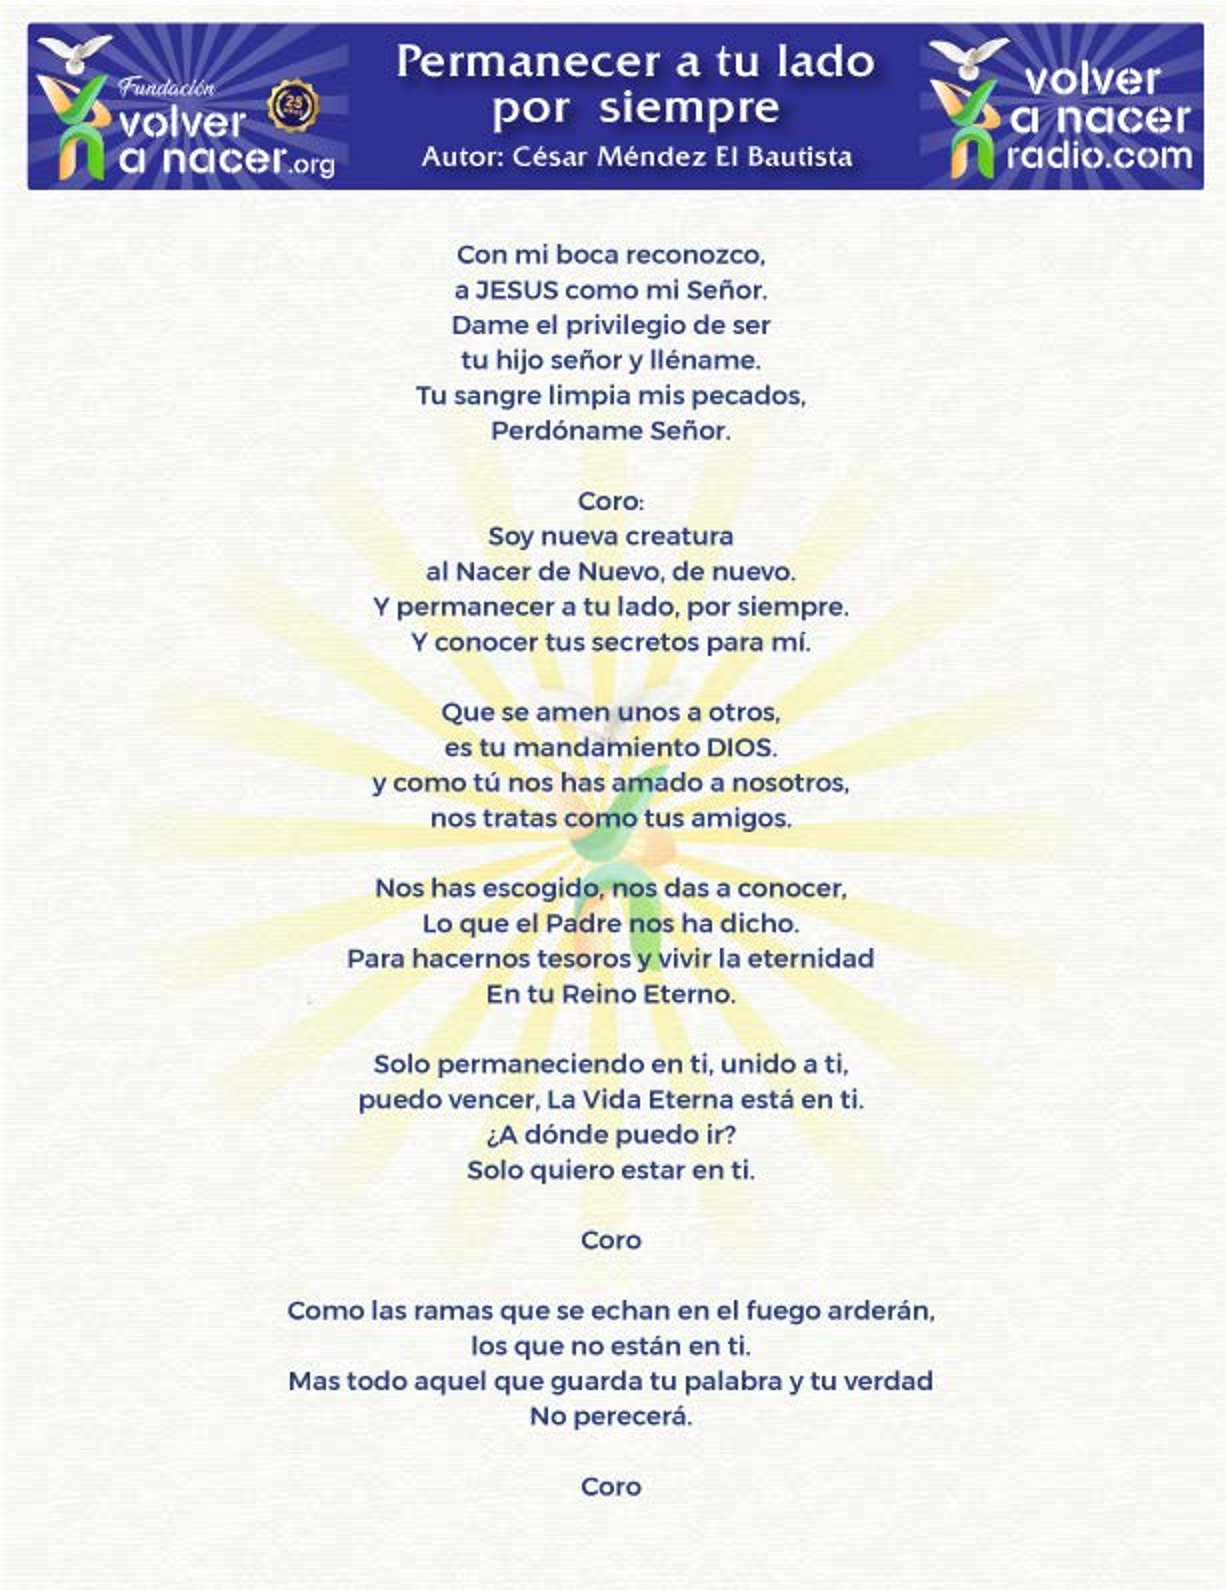 Fundación
volver
a nacer.org
25
Permanecer a tu lado
por siempre
Autor: César Méndez El Bautista
volver
a nacer
radio.com
Con mi boca reconozco,
a JESUS como mi Señor.
Dame el privilegio de ser
tu hijo señor y lléname.
Tu sangre limpia mis pecados,
Perdóname Señor.
Coro:
Soy nueva creatura
al Nacer de Nuevo, de nuevo.
Y permanecer a tu lado, por siempre.
Y conocer tus secretos para mí.
Que se amen unos a otros,
es tu mandamiento DIOS.
y como tú nos has amado a nosotros,
nos tratas como tus amigos.
Nos has escogido, nos das a conocer,
Lo que el Padre nos ha dicho.
Para hacernos tesoros y vivir la eternidad
En tu Reino Eterno.
Solo permaneciendo en ti, unido a ti,
puedo vencer, La Vida Eterna está en ti.
¿A dónde puedo ir?
Solo quiero estar en ti.
Coro
Como las ramas que se echan en el fuego arderán,
los que no están en ti.
Mas todo aquel que guarda tu palabra y tu verdad
No perecerá.
Coro